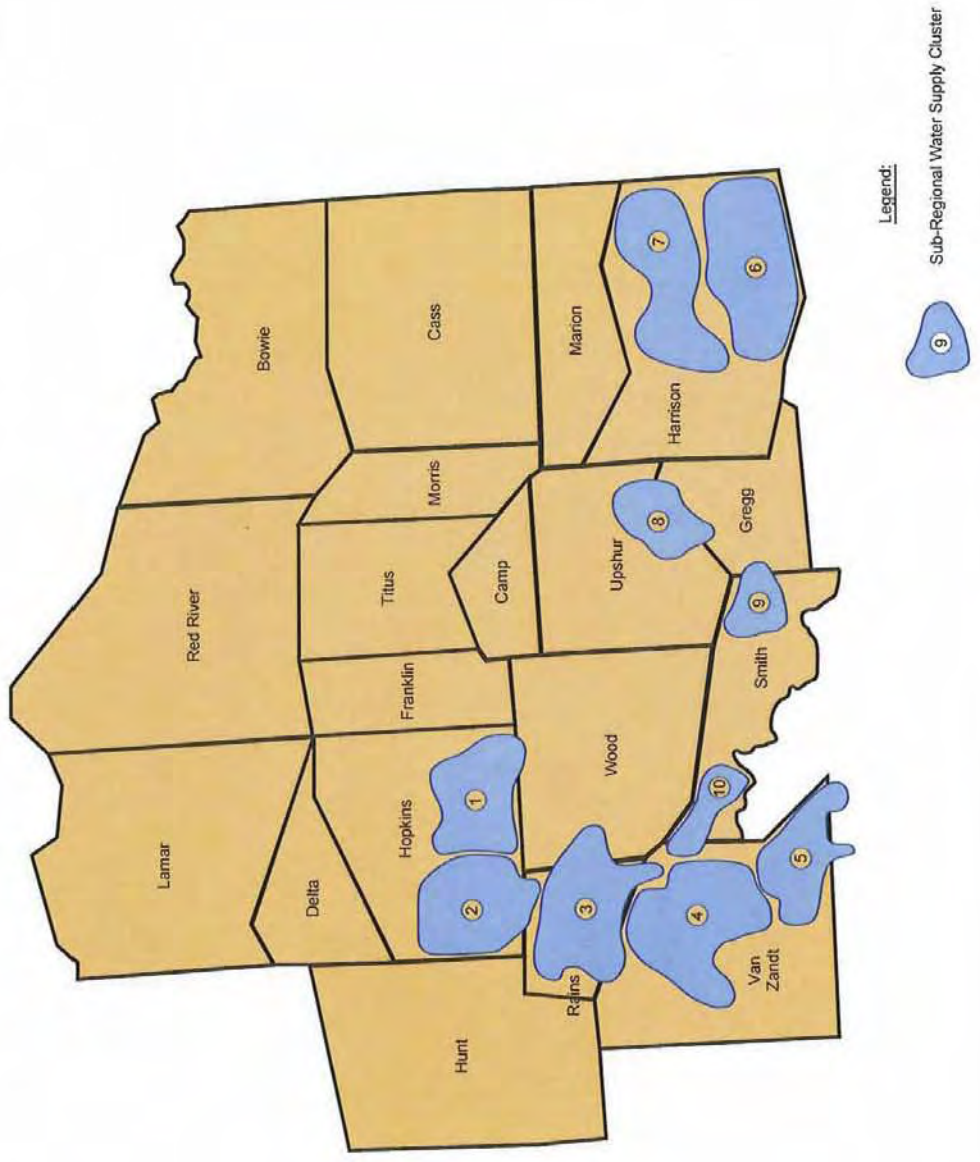 Lamar
Red River
Bowie
Delta
Hopkins
Franklin
Titus
Morris
Cass
Hunt
Rains
Wood
Camp
Upshur
Marion
Harrison
Van
Zandt
Smith
Gregg
1
2
3
4
5
10
9
8
7
6
Legend:
9
Sub-Regional Water Supply Cluster